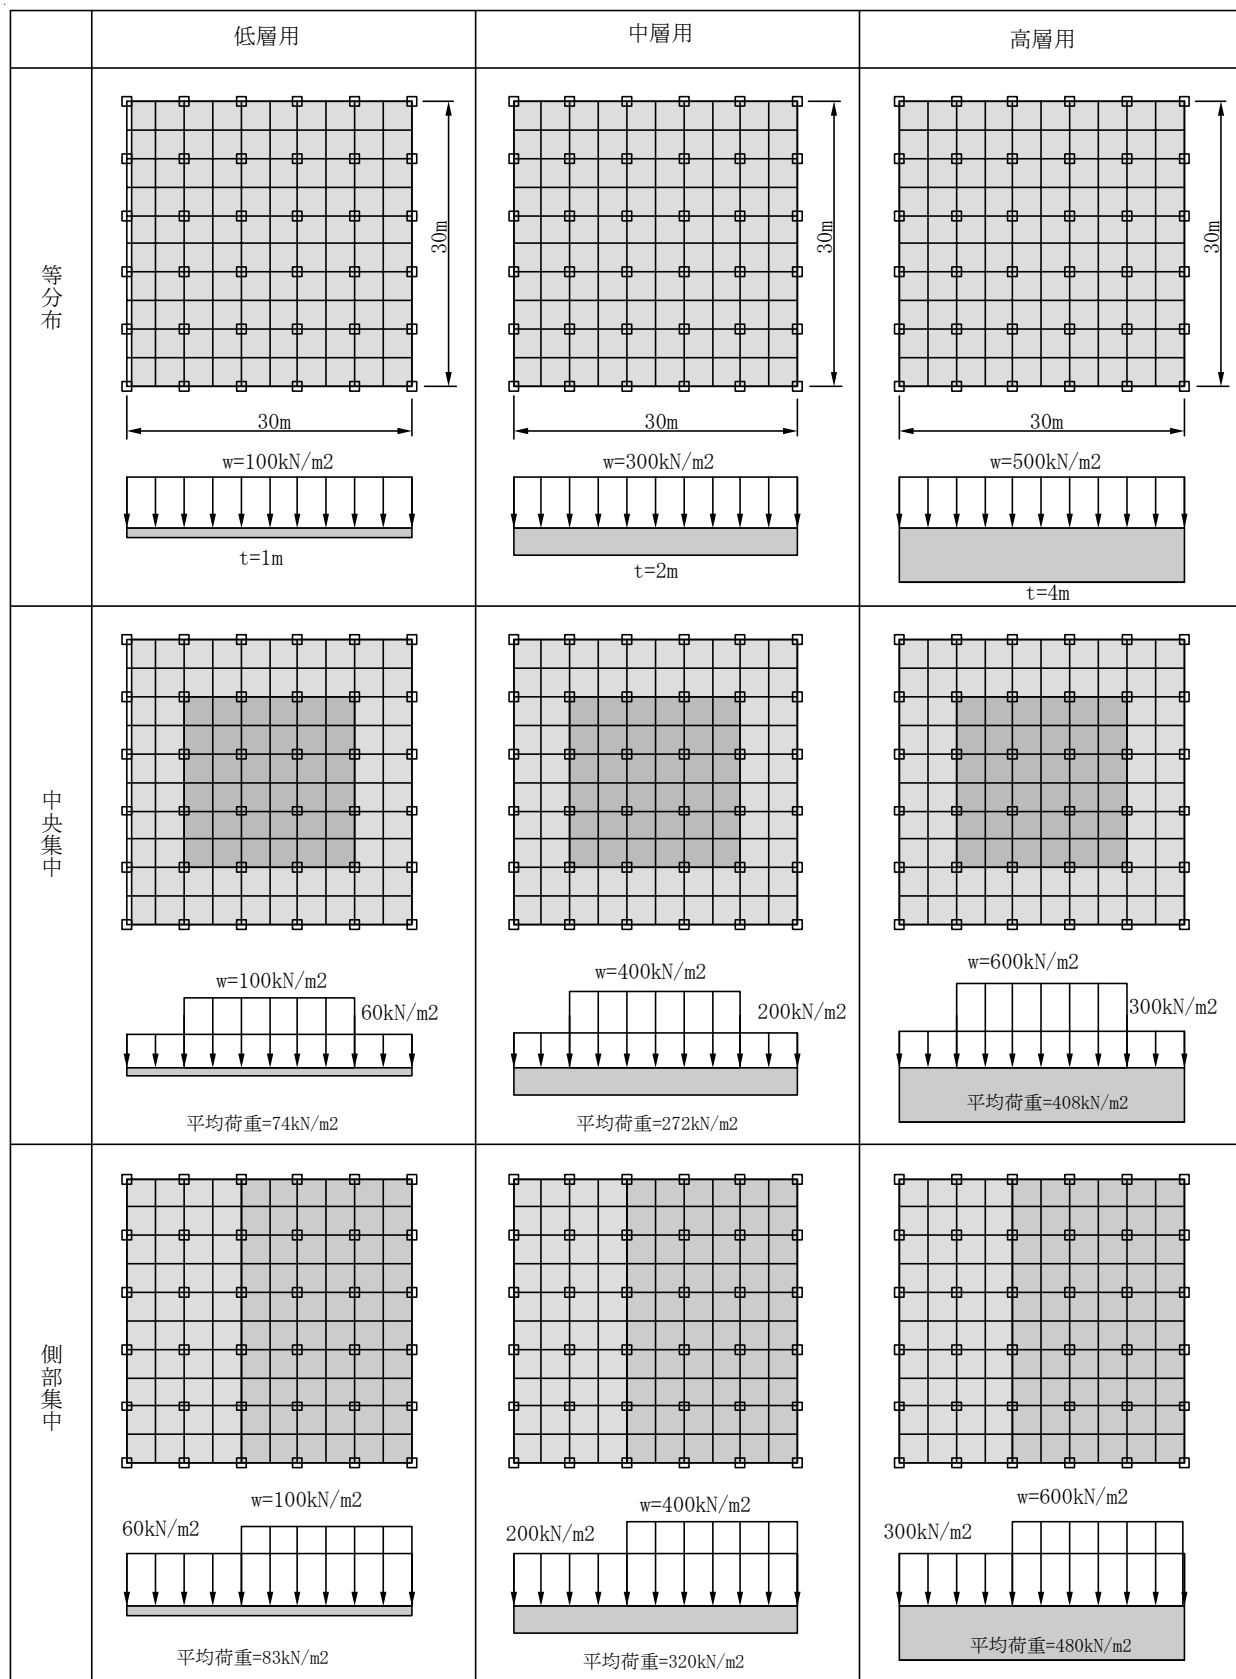 低層用
中層用
高層用
等分布
30m
30m
w=100kN/m2
t=1m
30m
30m
w=300kN/m2
t=2m
30m
30m
w=500kN/m2
t=4m
中央集中
w=100kN/m2
60kN/m2
平均荷重=74kN/m2
w=400kN/m2
200kN/m2
平均荷重=272kN/m2
w=600kN/m2
300kN/m2
平均荷重=408kN/m2
側部集中
w=100kN/m2
60kN/m2
平均荷重=83kN/m2
w=400kN/m2
200kN/m2
平均荷重=320kN/m2
w=600kN/m2
300kN/m2
平均荷重=480kN/m2